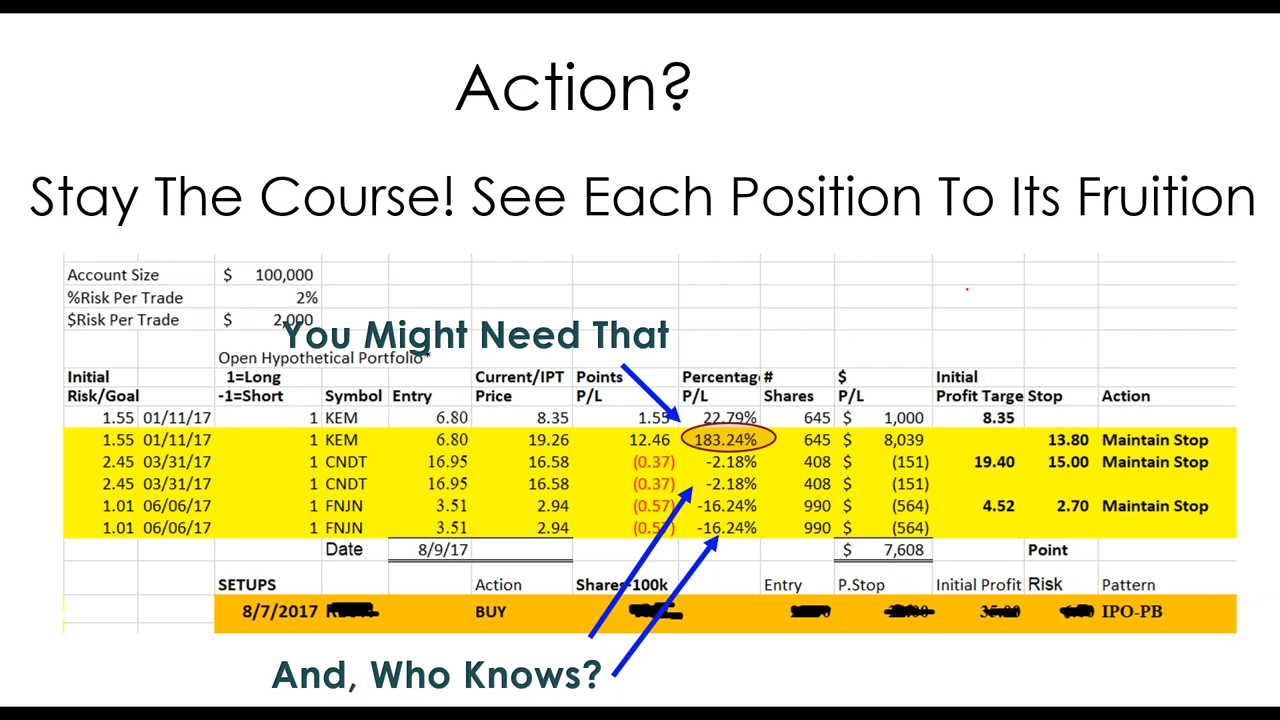 Action?
Stay The Course! See Each Position To Its Fruition
Account Size $ 100,000
%Risk Per Trade 2%
$Risk Per Trade $ 2,000
You Might Need That
Open Hypothetical Portfolio*
Initial 1=Long Current/IPT Points Percentag # $ Initial
Risk/Goal -1=Short Symbol Entry Price P/L P/L Shares P/L Profit Targe Stop Action
1.55 01/11/17 1 KEM 6.80 8.35 1.55 22.79% 645 $ 1,000 8.35
1.55 01/11/17 1 KEM 6.80 19.26 12.46 183.24% 645 $ 8,039 13.80 Maintain Stop
2.45 03/31/17 1 CNDT 16.95 16.58 (0.37) -2.18% 408 $ (151) 19.40 15.00 Maintain Stop
2.45 03/31/17 1 CNDT 16.95 16.58 (0.37) -2.18% 408 $ (151)
1.01 06/06/17 1 FNJN 3.51 2.94 (0.57) -16.24% 990 $ (564) 4.52 2.70 Maintain Stop
1.01 06/06/17 1 FNJN 3.51 2.94 (0.57) -16.24% 990 $ (564)
Date 8/9/17 $ 7,608 Point
SETUPS Action Shares-100k Entry P.Stop Initial Profit Risk Pattern
8/7/2017 BUY IPO-PB
And, Who Knows?